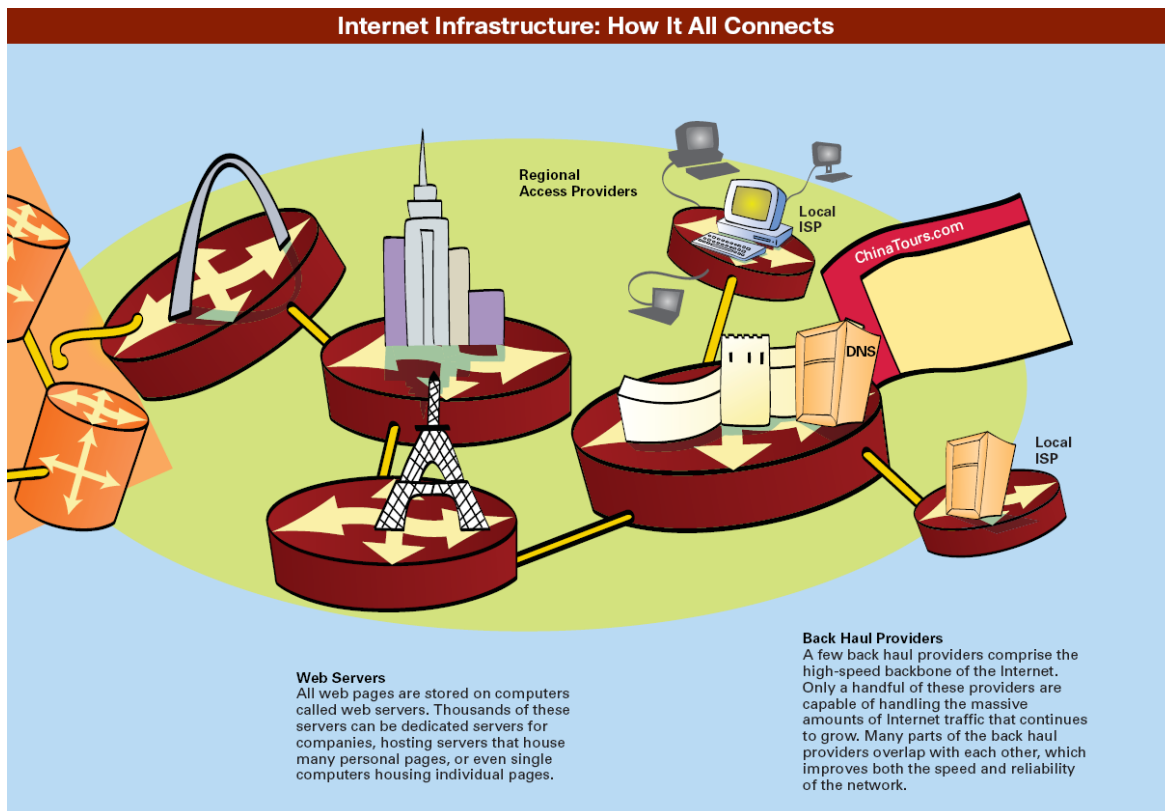 Internet Infrastructure: How It All Connects
Regional
Access Providers
Local
ISP
ChinaTours.com
DNS
Local
ISP
Web Servers
All web pages are stored on computers
called web servers. Thousands of these
servers can be dedicated servers for
companies, hosting servers that house
many personal pages, or even single
computers housing individual pages.
Back Haul Providers
A few back haul providers comprise the
high-speed backbone of the Internet.
Only a handful of these providers are
capable of handling the massive
amounts of Internet traffic that continues
to grow. Many parts of the back haul
providers overlap with each other, which
improves both the speed and reliability
of the network.